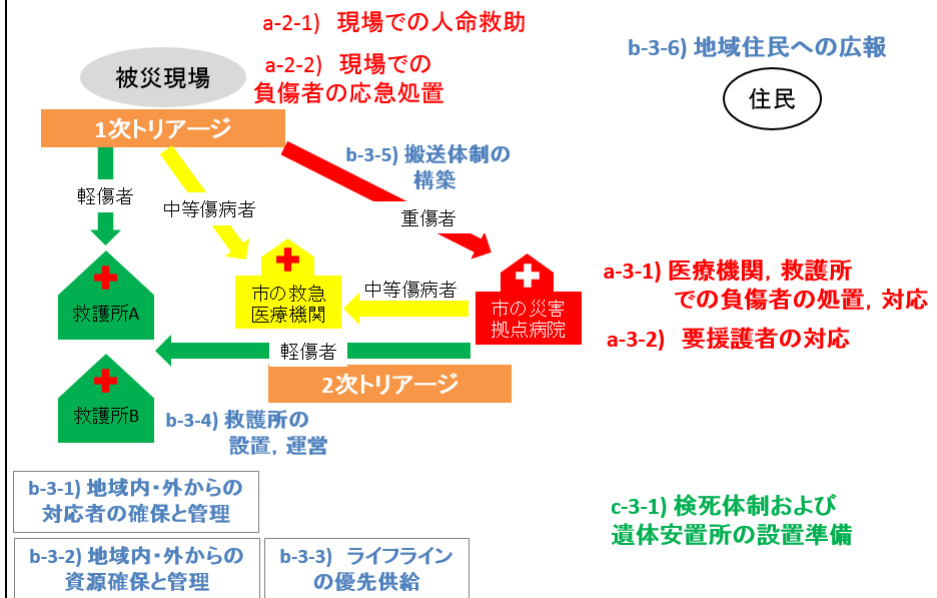 a-2-1) 現場での人命救助
b-3-6) 地域住民への広報
被災現場
a-2-2) 現場での
負傷者の応急処置
住民
1次トリアージ
b-3-5) 搬送体制の
構築
軽傷者
中等傷病者
重傷者
a-3-1) 医療機関, 救護所
での負傷者の処置, 対応
市の救急
医療機関
中等傷病者
救護所A
市の災害
拠点病院
a-3-2) 要援護者の対応
軽傷者
2次トリアージ
救護所B
b-3-4) 救護所の
設置, 運営
b-3-1) 地域内・外からの
対応者の確保と管理
c-3-1) 検死体制および
遺体安置所の設置準備
b-3-2) 地域内・外からの
資源確保と管理
b-3-3) ライフライン
の優先供給